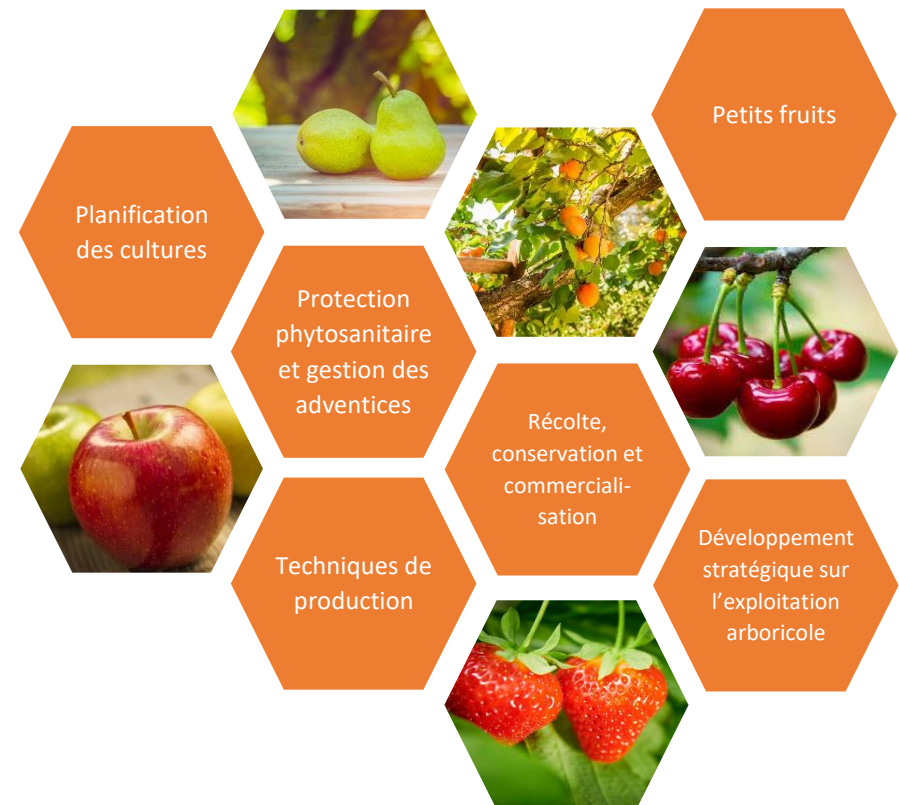 Petits fruits
Planification
des cultures
Protection
phytosanitaire
et gestion des
adventices
Récolte,
conservation et
commerciali-
sation
Techniques de
production
Développement
stratégique sur
l’exploitation
arboricole